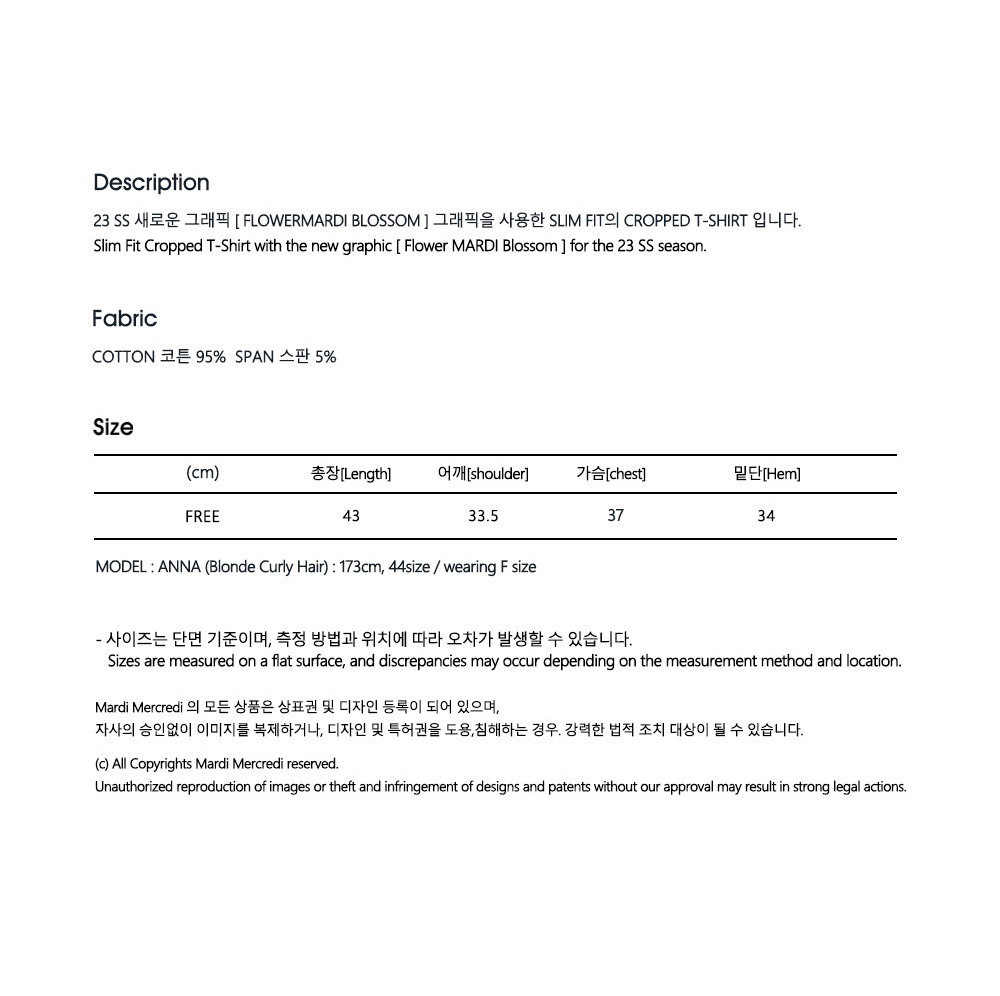 Description
23 SS 새로운 그래픽 [ FLOWERMARDI BLOSSOM ] 그래픽을 사용한 SLIM FIT의 CROPPED T-SHIRT 입니다.
Slim Fit Cropped T-Shirt with the new graphic [ Flower MARDI Blossom ] for the 23 SS season.
Fabric
COTTON 코튼 95% SPAN 스판 5%
Size
(cm) 총장[Length] 어깨[shoulder] 가슴[chest] 밑단[Hem]
FREE 43 33.5 37 34
MODEL : ANNA (Blonde Curly Hair) : 173cm, 44size / wearing F size
- 사이즈는 단면 기준이며, 측정 방법과 위치에 따라 오차가 발생할 수 있습니다.
Sizes are measured on a flat surface, and discrepancies may occur depending on the measurement method and location.
Mardi Mercredi 의 모든 상품은 상표권 및 디자인 등록이 되어 있으며,
자사의 승인없이 이미지를 복제하거나, 디자인 및 특허권을 도용,침해하는 경우. 강력한 법적 조치 대상이 될 수 있습니다.
(c) All Copyrights Mardi Mercredi reserved.
Unauthorized reproduction of images or theft and infringement of designs and patents without our approval may result in strong legal actions.